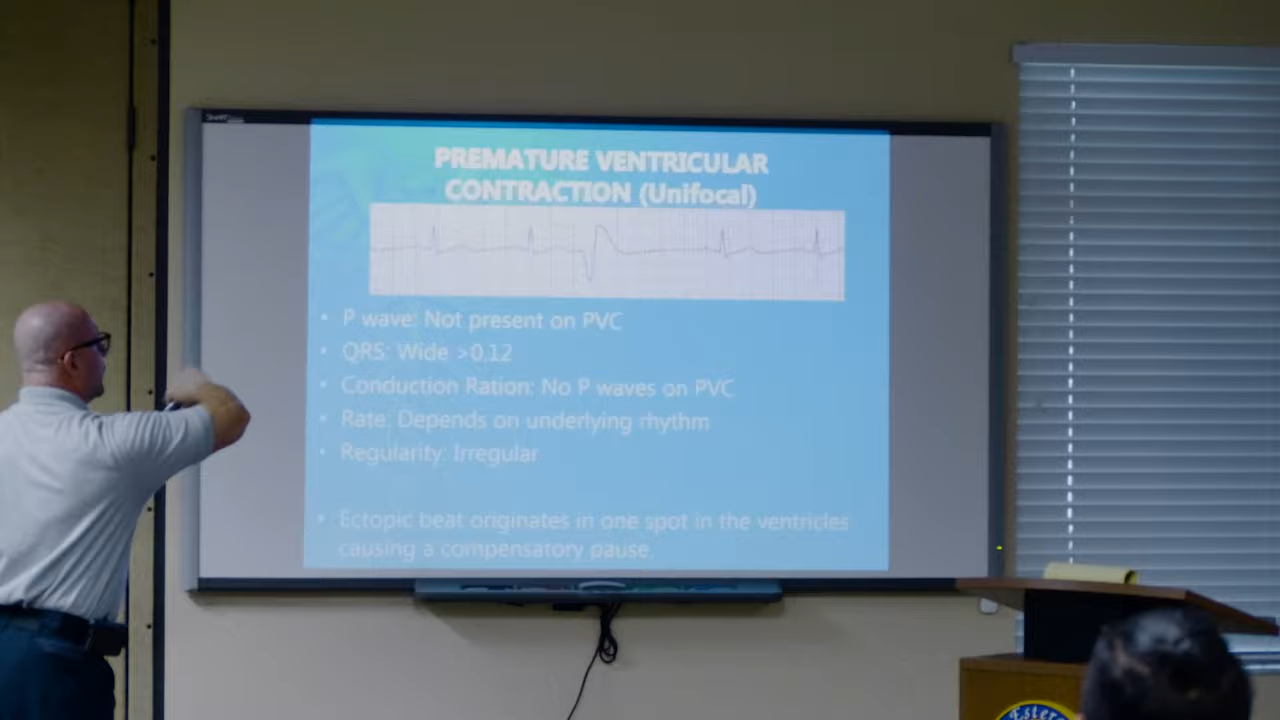 SMART
PREMATURE VENTRICULAR
CONTRACTION (Unifocal)
• P wave: Not present on PVC
• QRS: Wide >0.12
• Conduction Ration: No P waves on PVC
• Rate: Depends on underlying rhythm
• Regularity: Irregular
• Ectopic beat originates in one spot in the ventricles
causing a compensatory pause.
Estero